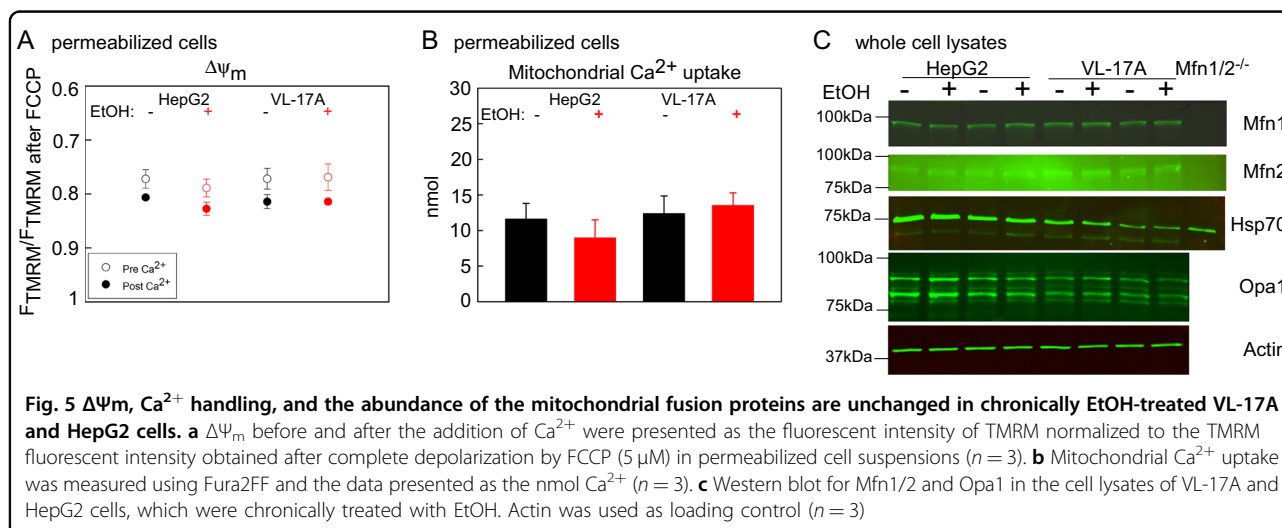 A permeabilized cells
ΔΨm
FTMRM/FTMRM after FCCP
0.6
0.7
0.8
0.9
1
HepG2 VL-17A
EtOH: - + - +
Pre Ca2+
Post Ca2+
B permeabilized cells
Mitochondrial Ca2+ uptake
nmol
30
25
20
15
10
5
0
HepG2 VL-17A
EtOH: - + - +
C whole cell lysates
HepG2 VL-17A Mfn1/2-/-
EtOH - + - + - + - +
100kDa Mfn1
100kDa Mfn2
75kDa
75kDa Hsp70
100kDa Opa1
75kDa
37kDa Actin
Fig. 5 ΔΨm, Ca2+ handling, and the abundance of the mitochondrial fusion proteins are unchanged in chronically EtOH-treated VL-17A
and HepG2 cells. a ΔΨm before and after the addition of Ca2+ were presented as the fluorescent intensity of TMRM normalized to the TMRM
fluorescent intensity obtained after complete depolarization by FCCP (5 μM) in permeabilized cell suspensions (n = 3). b Mitochondrial Ca2+ uptake
was measured using Fura2FF and the data presented as the nmol Ca2+ (n = 3). c Western blot for Mfn1/2 and Opa1 in the cell lysates of VL-17A and
HepG2 cells, which were chronically treated with EtOH. Actin was used as loading control (n = 3)